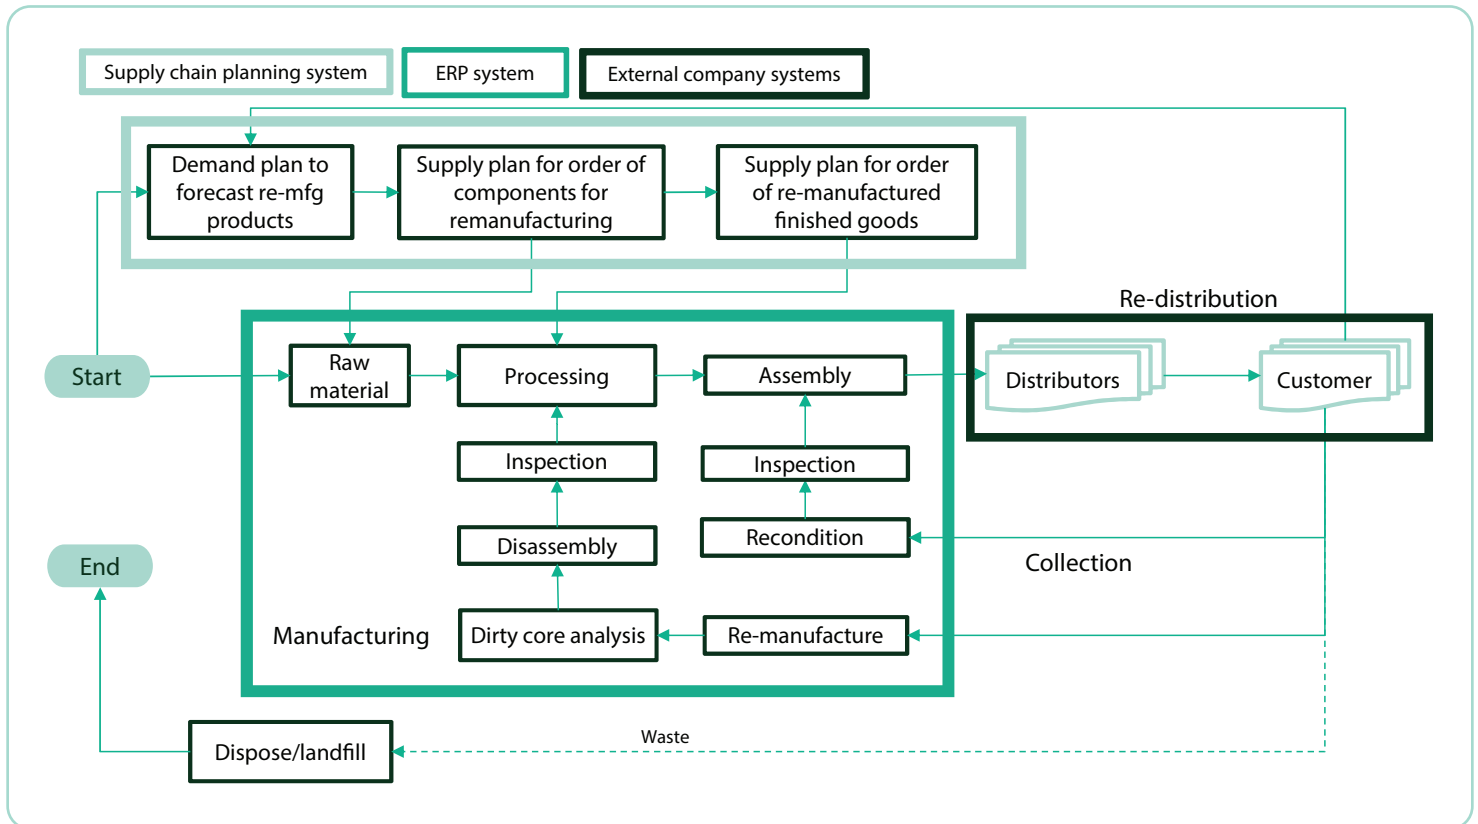 Supply chain planning system
ERP system
External company systems
Demand plan to
forecast re-mfg
products
Supply plan for order of
components for
remanufacturing
Supply plan for order
of re-manufactured
finished goods
Re-distribution
Start
Raw
material
Processing
Assembly
Distributors
Customer
Inspection
Inspection
Disassembly
Recondition
Collection
End
Manufacturing
Dirty core analysis
Re-manufacture
Waste
Dispose/landfill